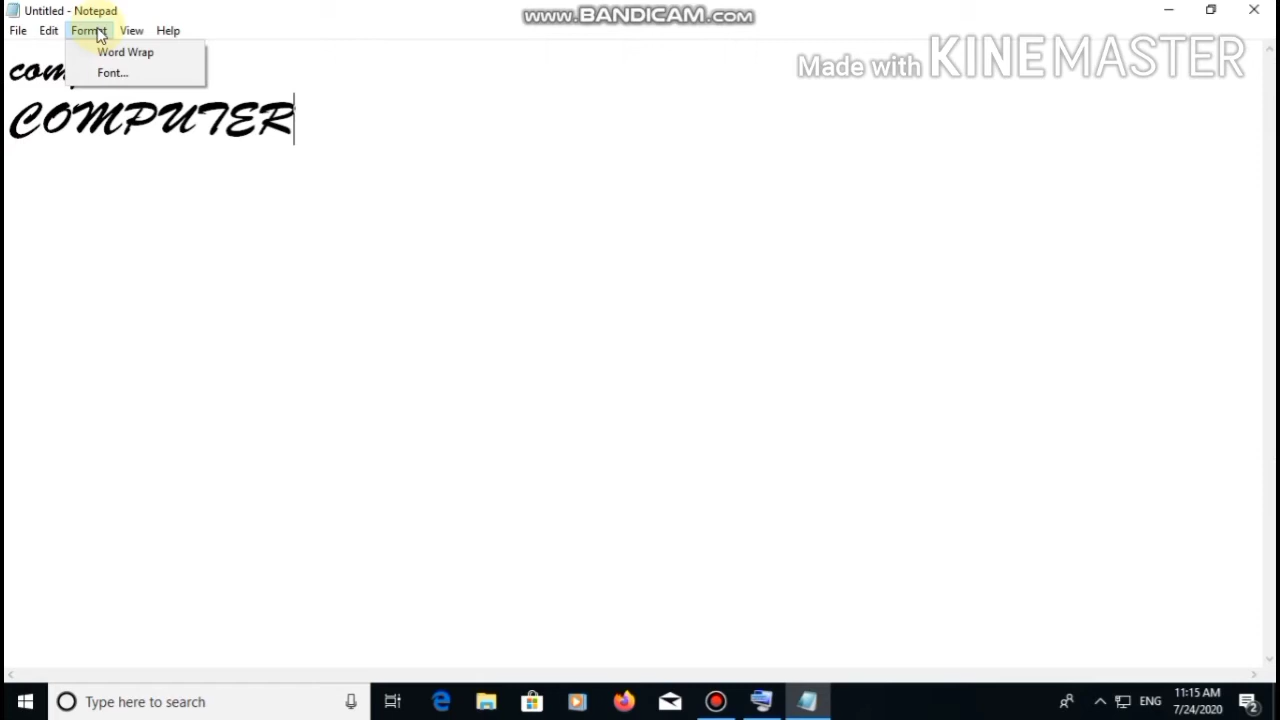 Untitled - Notepad
www.BANDICAM.com
File Edit Format View Help
Made with KINEMASTER
Word Wrap
Font...
COMPUTER
Type here to search
ENG
11:15 AM
7/24/2020
2